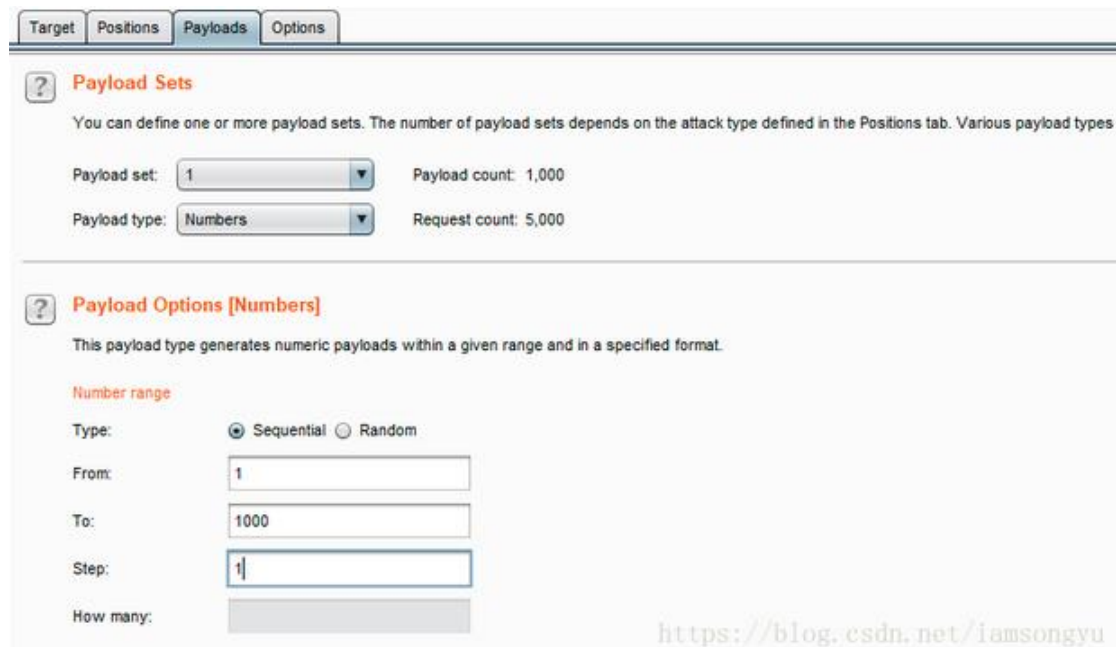 Target Positions Payloads Options
? Payload Sets
You can define one or more payload sets. The number of payload sets depends on the attack type defined in the Positions tab. Various payload types
Payload set: 1 Payload count: 1,000
Payload type: Numbers Request count: 5,000
? Payload Options [Numbers]
This payload type generates numeric payloads within a given range and in a specified format.
Number range
Type: Sequential Random
From: 1
To: 1000
Step: 1
How many:
https://blog.csdn.net/iamsongyu